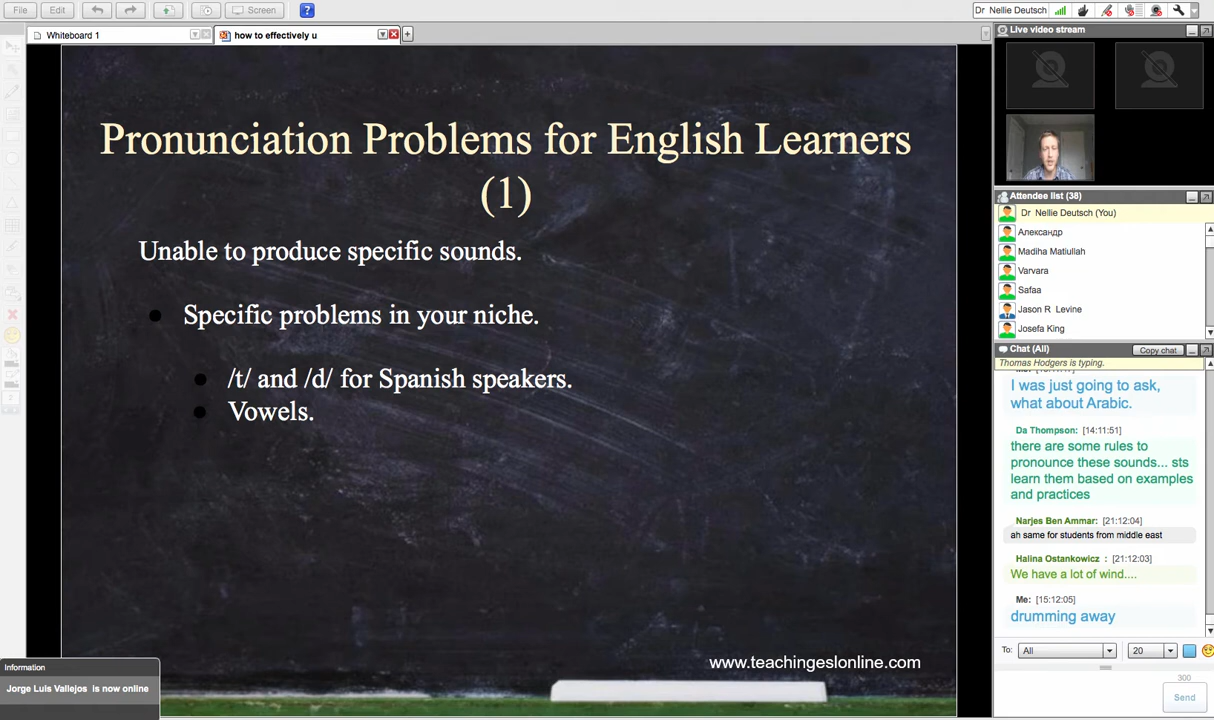 File
Edit
Screen
?
Dr Nellie Deutsch
Whiteboard 1
how to effectively u
Pronunciation Problems for English Learners
(1)
Unable to produce specific sounds.
Specific problems in your niche.
/t/ and /d/ for Spanish speakers.
Vowels.
www.teachingeslonline.com
Information
Jorge Luis Vallejos is now online
Live video stream
Attendee list (38)
Dr Nellie Deutsch (You)
Александр
Madiha Matiullah
Varvara
Safaa
Jason R Levine
Josefa King
Chat (All)
Copy chat
Thomas Hodgers is typing.
I was just going to ask,
what about Arabic.
Da Thompson: [14:11:51]
there are some rules to
pronounce these sounds... sts
learn them based on examples
and practices
Narjes Ben Ammar: [21:12:04]
ah same for students from middle east
Halina Ostankowicz : [21:12:03]
We have a lot of wind....
Me: [15:12:05]
drumming away
To: All 20
300
Send